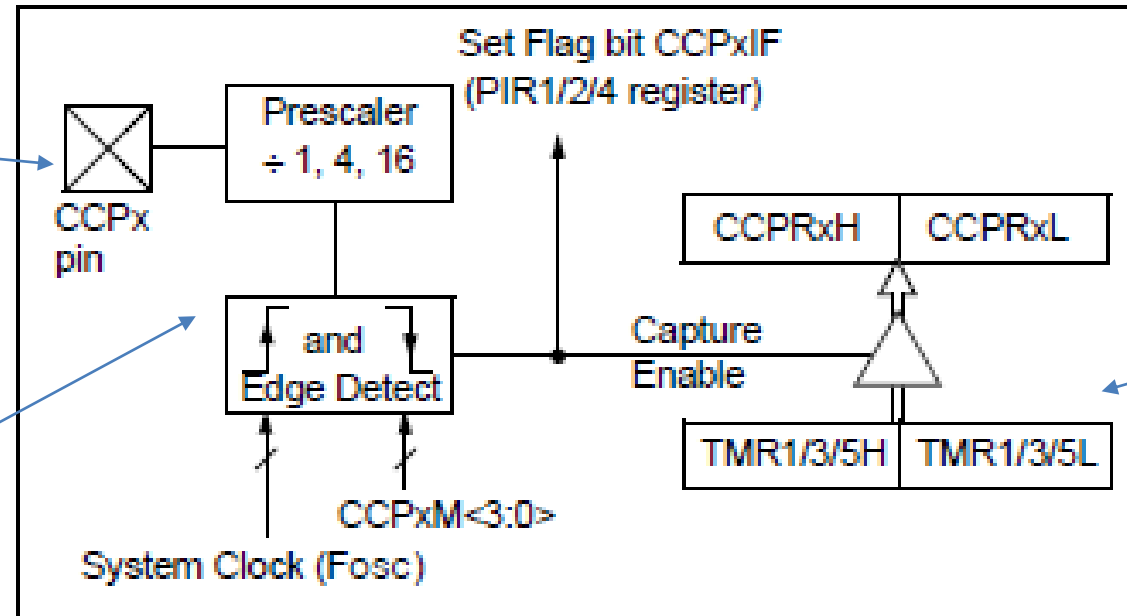 Set Flag bit CCPxIF
(PIR1/2/4 register)
Prescaler
÷ 1, 4, 16
CCPx
pin
CCPRxH
CCPRxL
and
Edge Detect
Capture
Enable
TMR1/3/5H
TMR1/3/5L
CCPxM<3:0>
System Clock (Fosc)